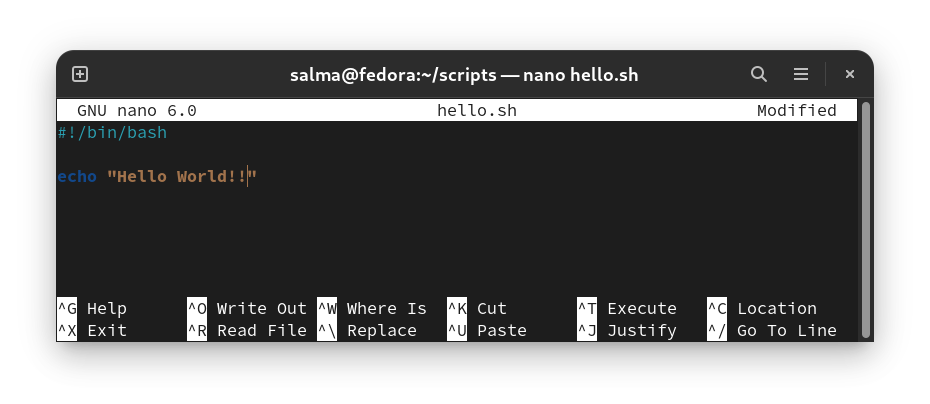 salma@fedora:~/scripts — nano hello.sh
GNU nano 6.0 hello.sh Modified
#!/bin/bash
echo "Hello World!!"
^G Help ^O Write Out ^W Where Is ^K Cut ^T Execute ^C Location
^X Exit ^R Read File ^\ Replace ^U Paste ^J Justify ^/ Go To Line